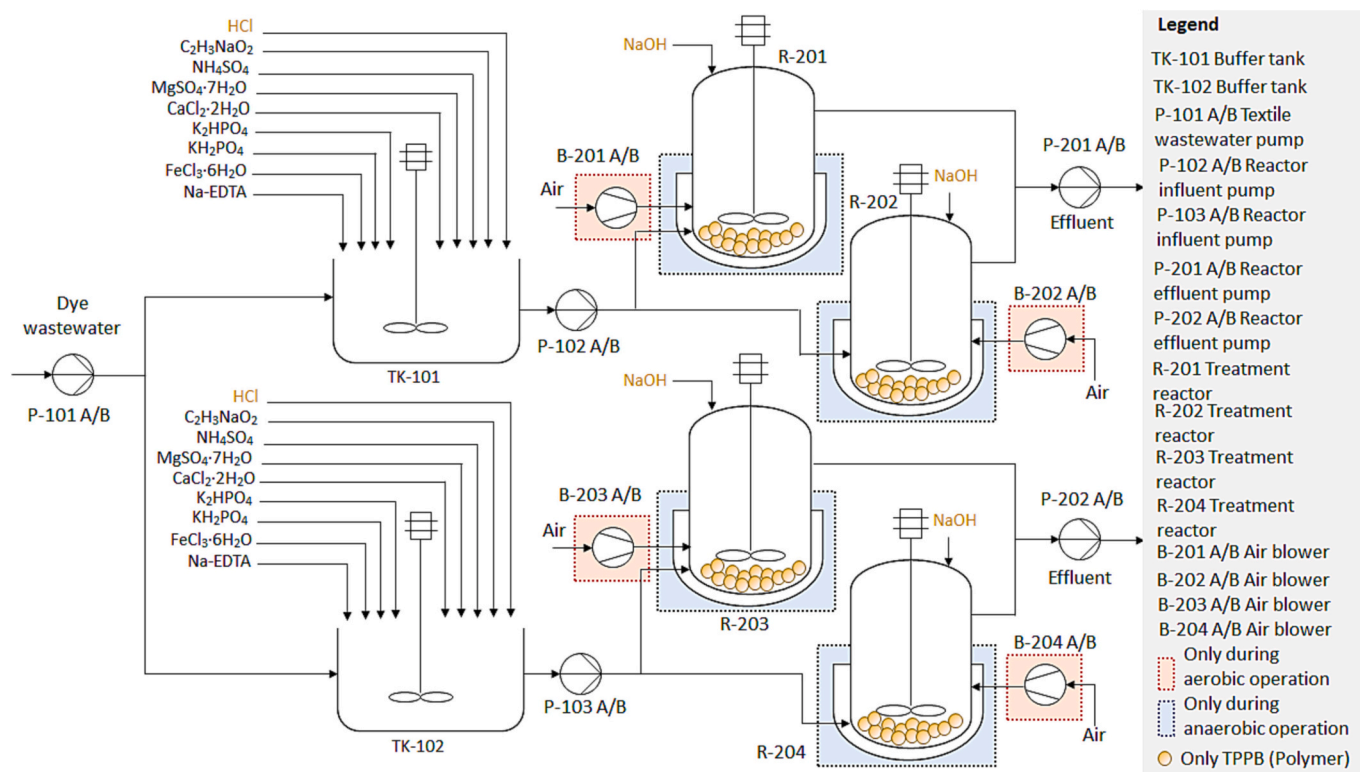 HCl
C₂H₃NaO₂
NH₄SO₄
MgSO₄·7H₂O
CaCl₂·2H₂O
K₂HPO₄
KH₂PO₄
FeCl₃·6H₂O
Na-EDTA
Dye
wastewater
P-101 A/B
TK-101
P-102 A/B
HCl
C₂H₃NaO₂
NH₄SO₄
MgSO₄·7H₂O
CaCl₂·2H₂O
K₂HPO₄
KH₂PO₄
FeCl₃·6H₂O
Na-EDTA
TK-102
P-103 A/B
NaOH
R-201
B-201 A/B
Air
NaOH
R-202
B-202 A/B
Air
P-201 A/B
Effluent
NaOH
B-203 A/B
Air
R-203
NaOH
B-204 A/B
Air
R-204
P-202 A/B
Effluent
Legend
TK-101 Buffer tank
TK-102 Buffer tank
P-101 A/B Textile
wastewater pump
P-102 A/B Reactor
influent pump
P-103 A/B Reactor
influent pump
P-201 A/B Reactor
effluent pump
P-202 A/B Reactor
effluent pump
R-201 Treatment
reactor
R-202 Treatment
reactor
R-203 Treatment
reactor
R-204 Treatment
reactor
B-201 A/B Air blower
B-202 A/B Air blower
B-203 A/B Air blower
B-204 A/B Air blower
Only during
aerobic operation
Only during
anaerobic operation
Only TPPB (Polymer)